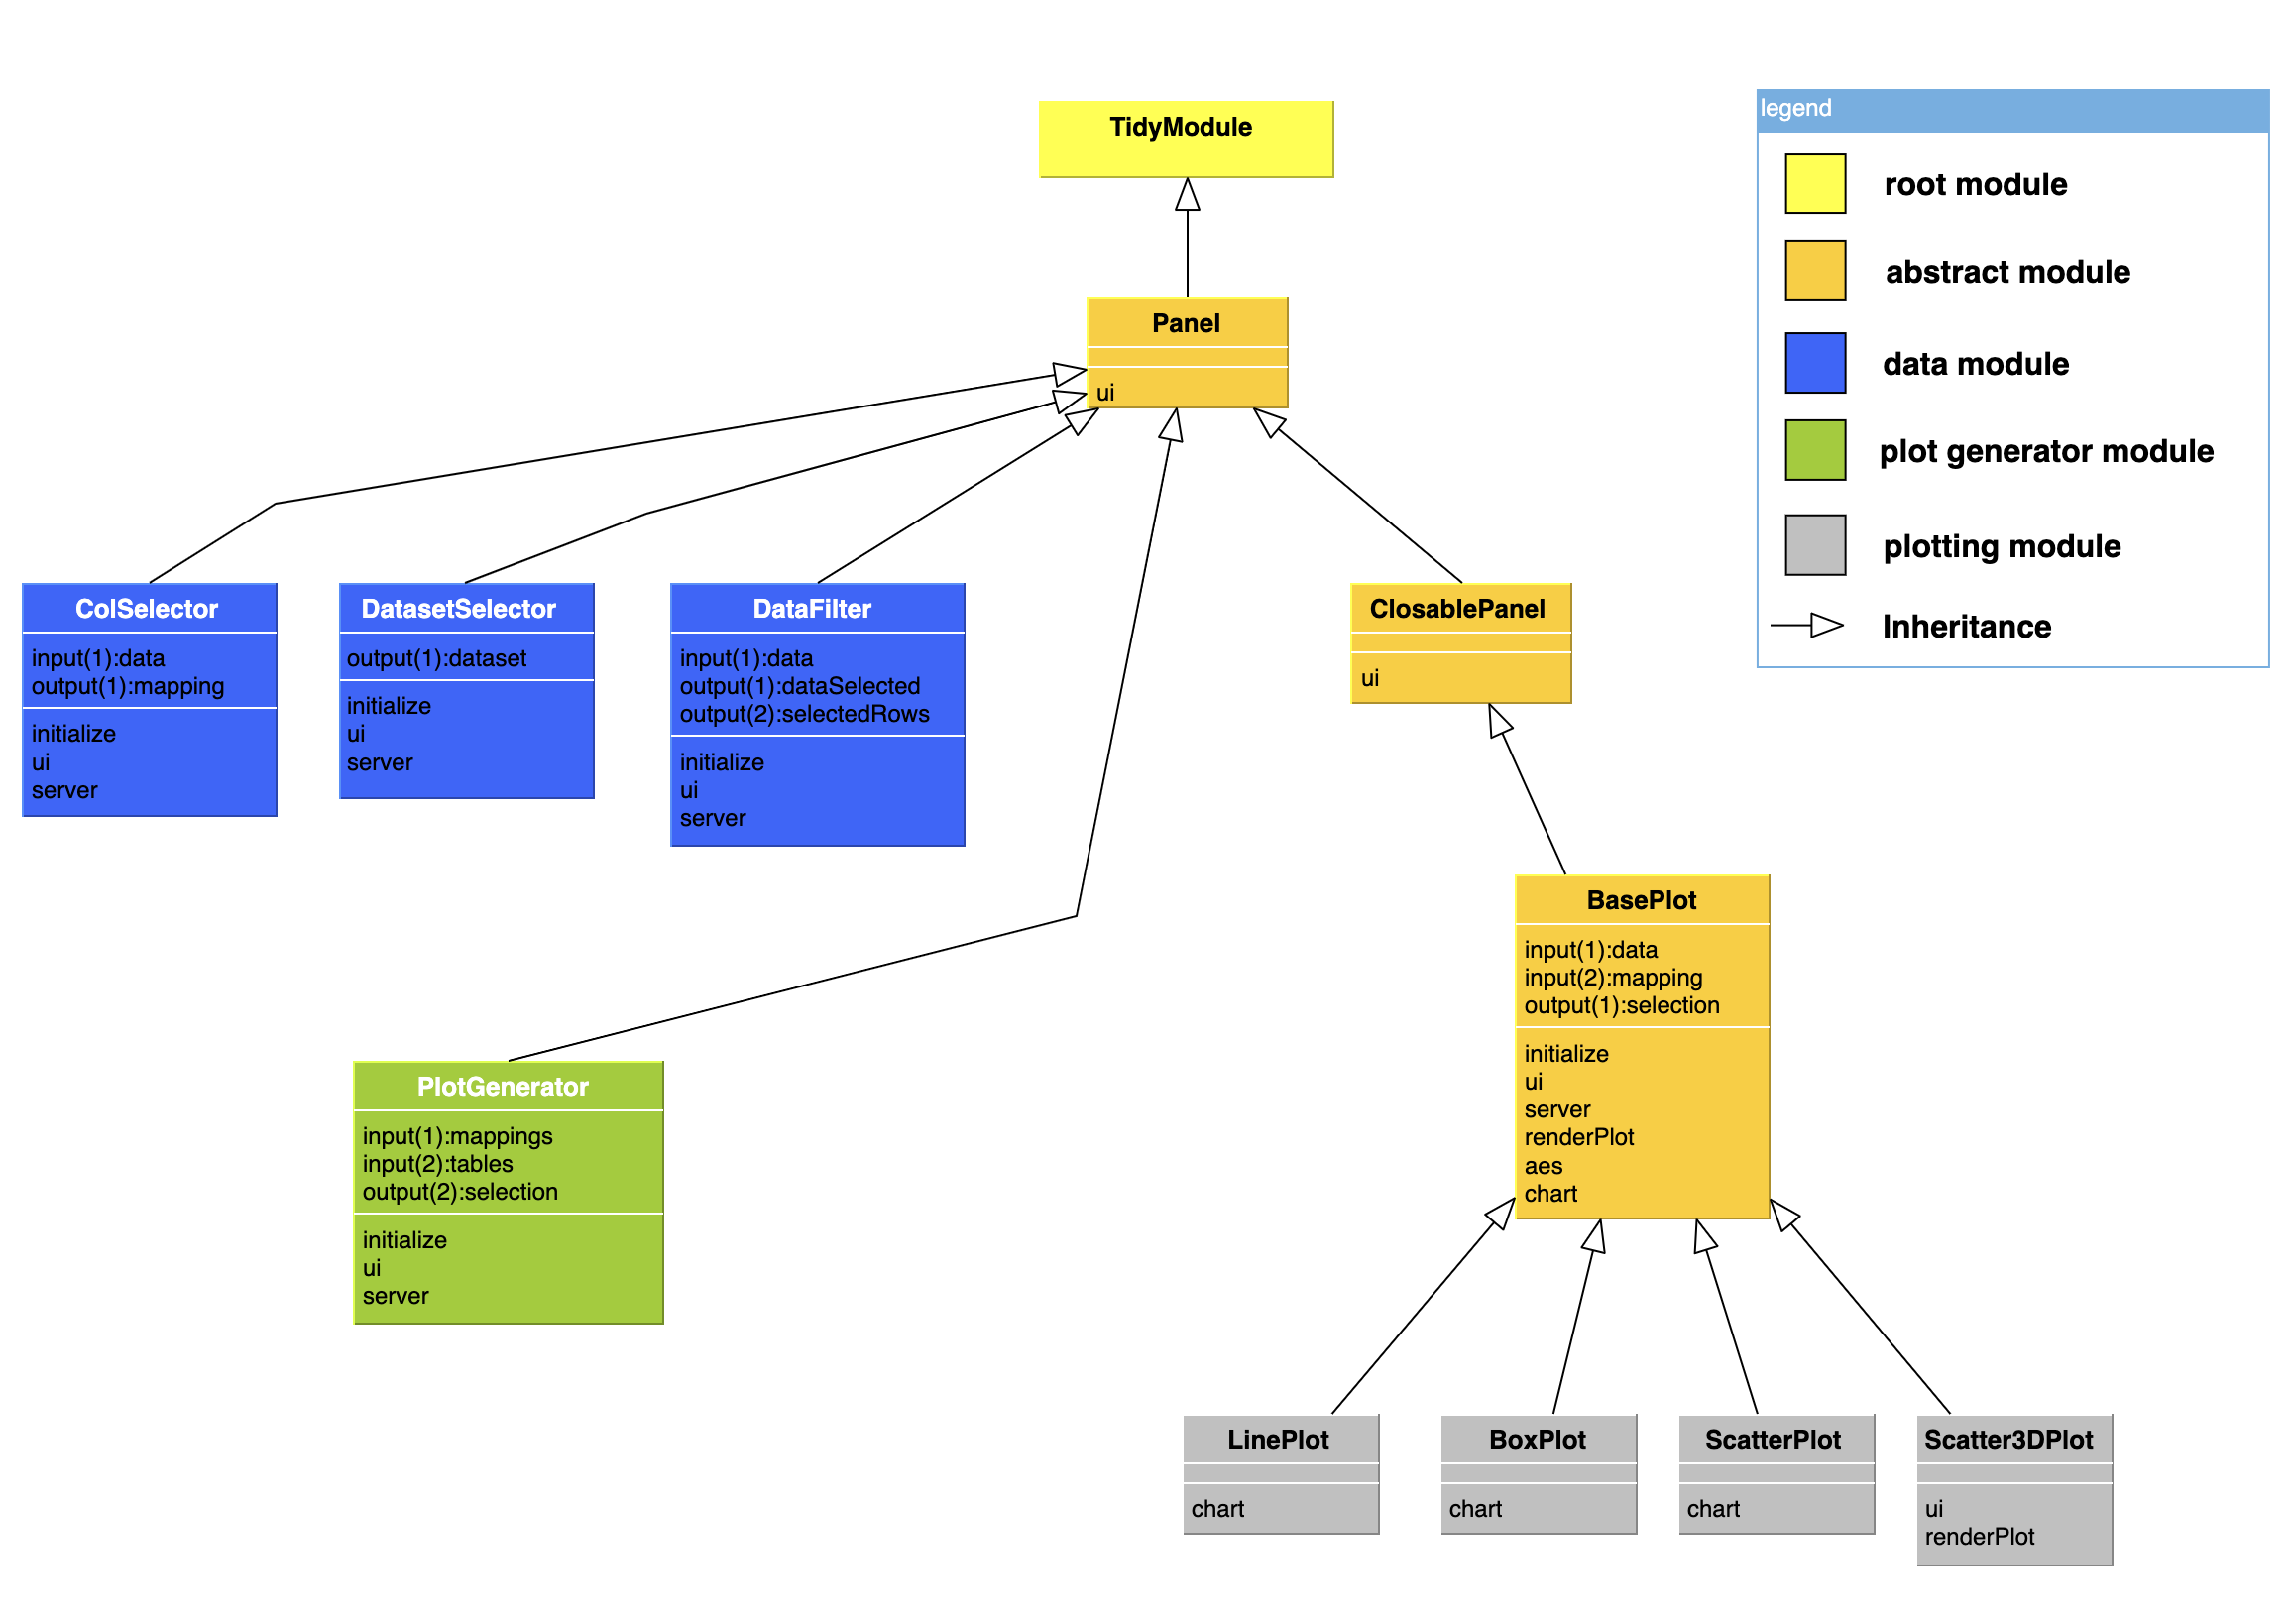 TidyModule
legend
root module
abstract module
data module
plot generator module
plotting module
Inheritance
Panel
ui
ColSelector
input(1):data
output(1):mapping
initialize
ui
server
DatasetSelector
output(1):dataset
initialize
ui
server
DataFilter
input(1):data
output(1):dataSelected
output(2):selectedRows
initialize
ui
server
ClosablePanel
ui
BasePlot
input(1):data
input(2):mapping
output(1):selection
initialize
ui
server
renderPlot
aes
chart
PlotGenerator
input(1):mappings
input(2):tables
output(2):selection
initialize
ui
server
LinePlot
chart
BoxPlot
chart
ScatterPlot
chart
Scatter3DPlot
ui
renderPlot